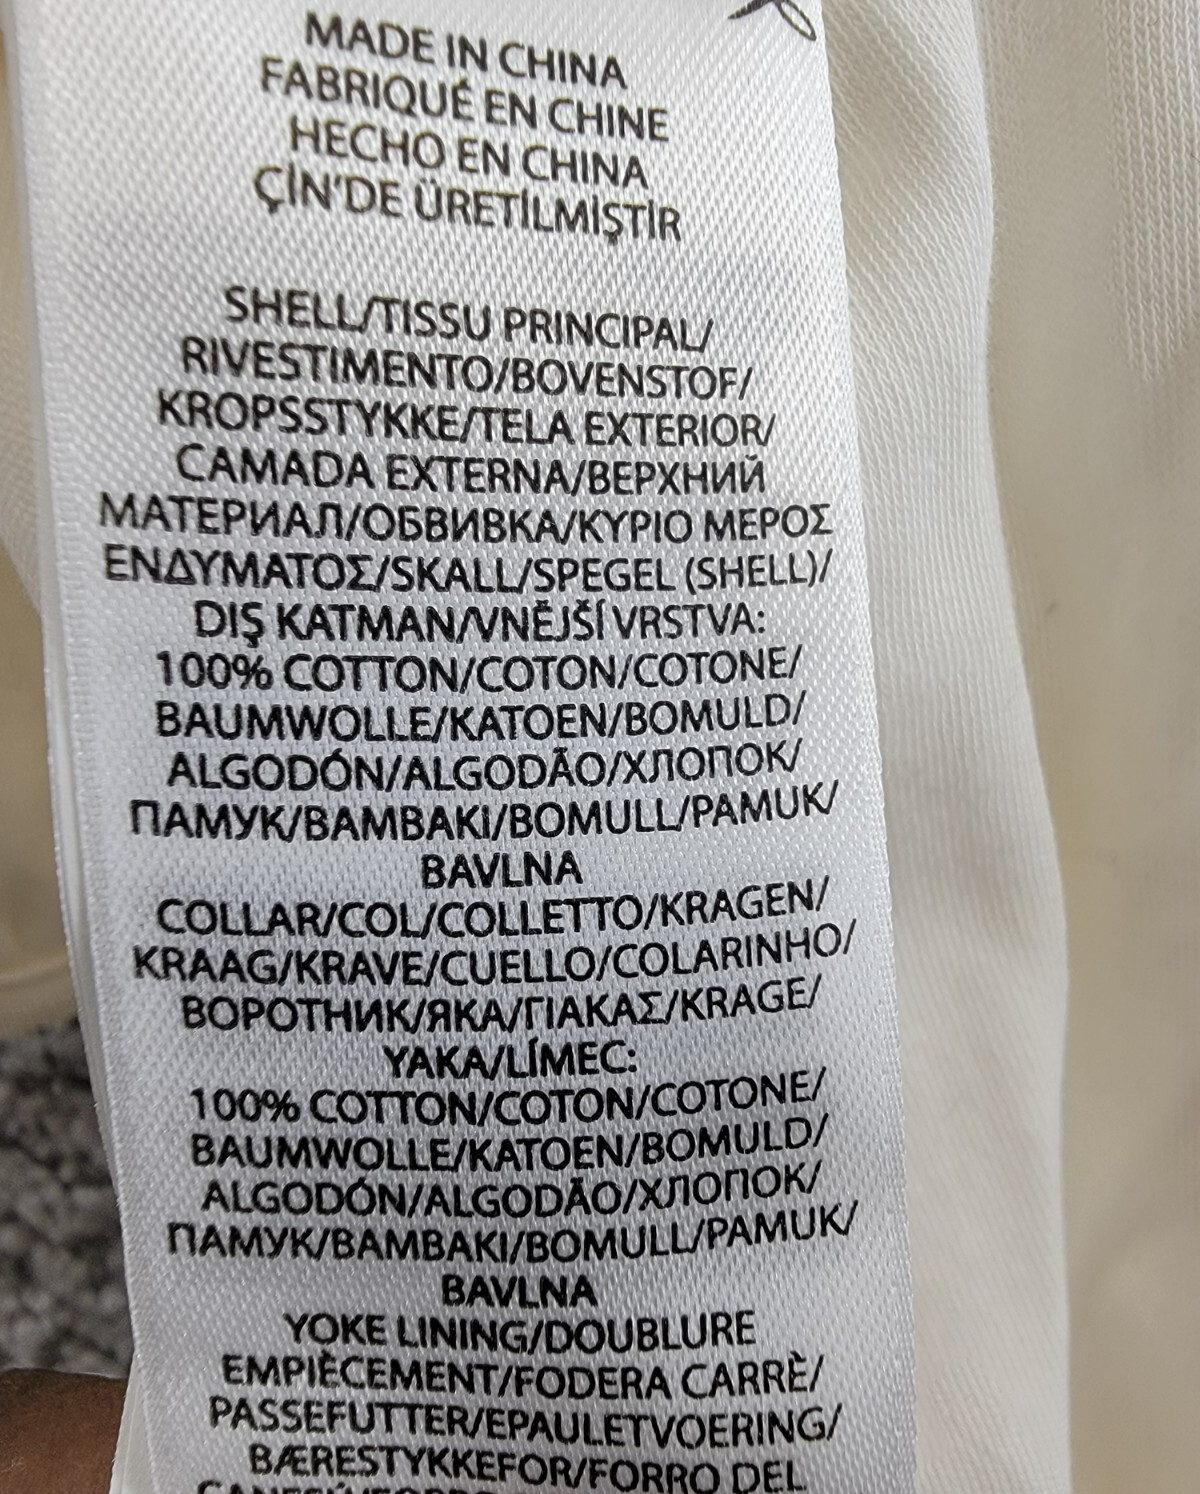 MADE IN CHINA
FABRIQUÉ EN CHINE
HECHO EN CHINA
ÇİN'DE ÜRETİLMİŞTİR
SHELL/TISSU PRINCIPAL/
RIVESTIMENTO/BOVENSTOF/
KROPSSTYKKE/TELA EXTERIOR/
CAMADA EXTERNA/ВЕРХНИЙ
МАТЕРИАЛ/ОБВИВКА/ΚΥΡΙΟ ΜΕΡΟΣ
ΕΝΔΥΜΑΤΟΣ/SKALL/SPEGEL (SHELL)/
DIŞ KATMAN/VNĚJŠÍ VRSTVA:
100% COTTON/COTON/COTONE/
BAUMWOLLE/KATOEN/BOMULD/
ALGODÓN/ALGODÃO/ХЛОПОК/
ПАМУК/ΒΑΜΒΑΚΙ/BOMULL/PAMUK/
BAVLNA
COLLAR/COL/COLLETTO/KRAGEN/
KRAAG/KRAVE/CUELLO/COLARINHO/
ВОРОТНИК/ЯКА/ΓΙΑΚΑΣ/KRAGE/
YAKA/LÍMEC:
100% COTTON/COTON/COTONE/
BAUMWOLLE/KATOEN/BOMULD/
ALGODÓN/ALGODÃO/ХЛОПОК/
ПАМУК/ΒΑΜΒΑΚΙ/BOMULL/PAMUK/
BAVLNA
YOKE LINING/DOUBLURE
EMPIÈCEMENT/FODERA CARRÈ/
PASSEFUTTER/EPAULETVOERING/
BÆRESTYKKEFOR/FORRO DEL